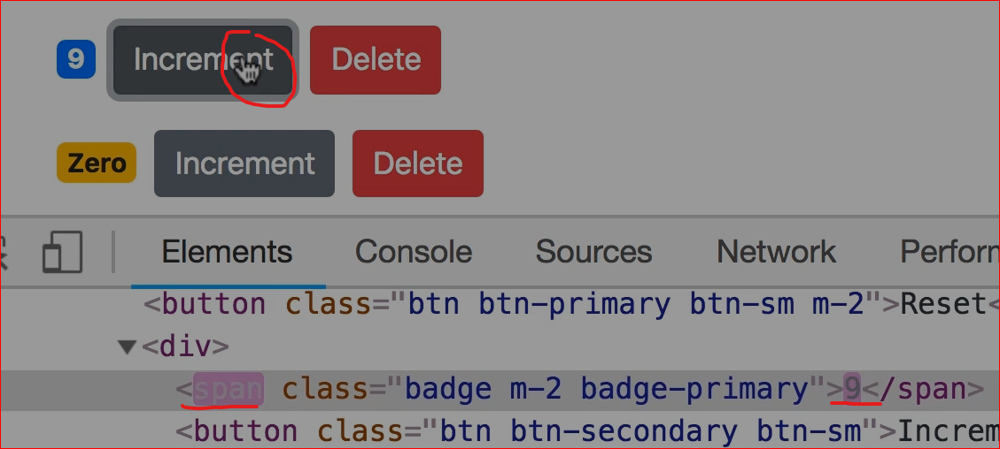 9 Increment Delete
Zero Increment Delete
Elements Console Sources Network
<button class="btn btn-primary btn-sm m-2">Reset<
▼<div>
<span class="badge m-2 badge-primary">9</span>
<button class="btn btn-secondary btn-sm">Increm